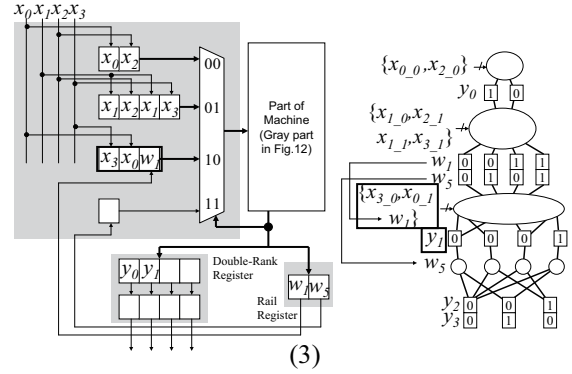 x₀x₁x₂x₃
x₀ x₂
00
x₁ x₂ x₁ x₃
01
x₃ x₀ w₁
10
11
Part of
Machine
(Gray part
in Fig.12)
y₀ y₁
Double-Rank
Register
w₁ w₅
Rail
Register
(3)
{x₀_₀,x₂_₀}
y₀ 1 0
{x₁_₀,x₂_₁
x₁_₁,x₃_₁}
w₁ 0 0 1 1
w₅ 0 1 0 1
{x₃_₀,x₀_₁
w₁}
y₁ 0 0 0 1
w₅
y₂ 0 0 1
y₃ 0 1 0